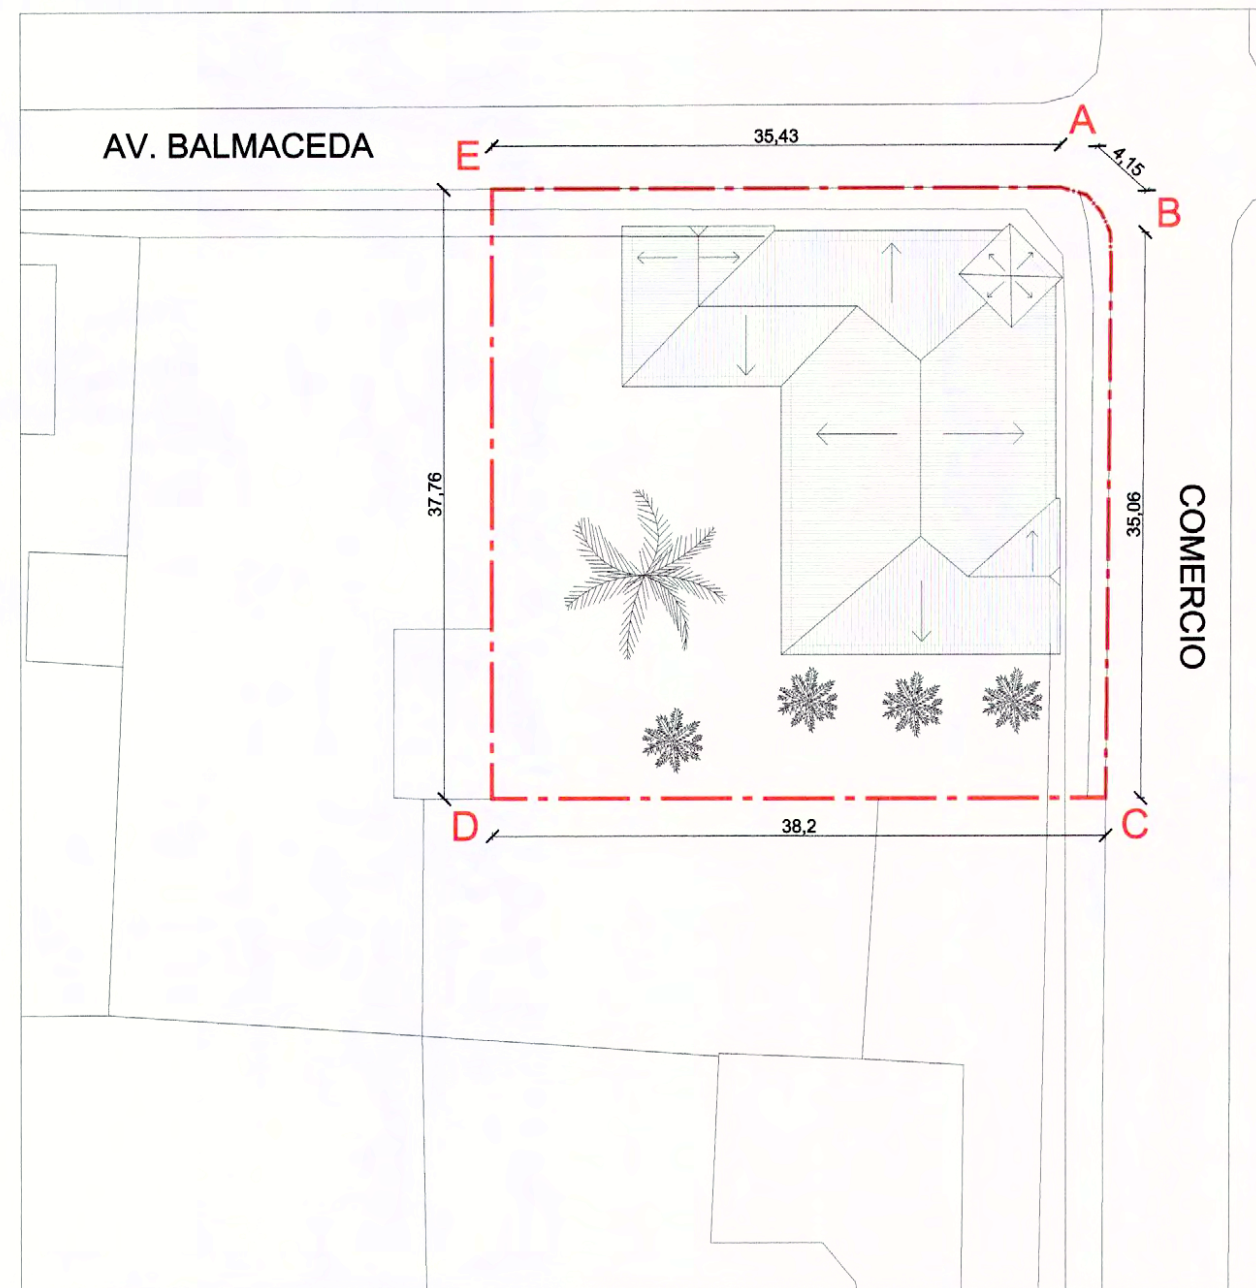 AV. BALMACEDA
E
35,43
A
4,15
B
37,76
35,06
COMERCIO
D
38,2
C